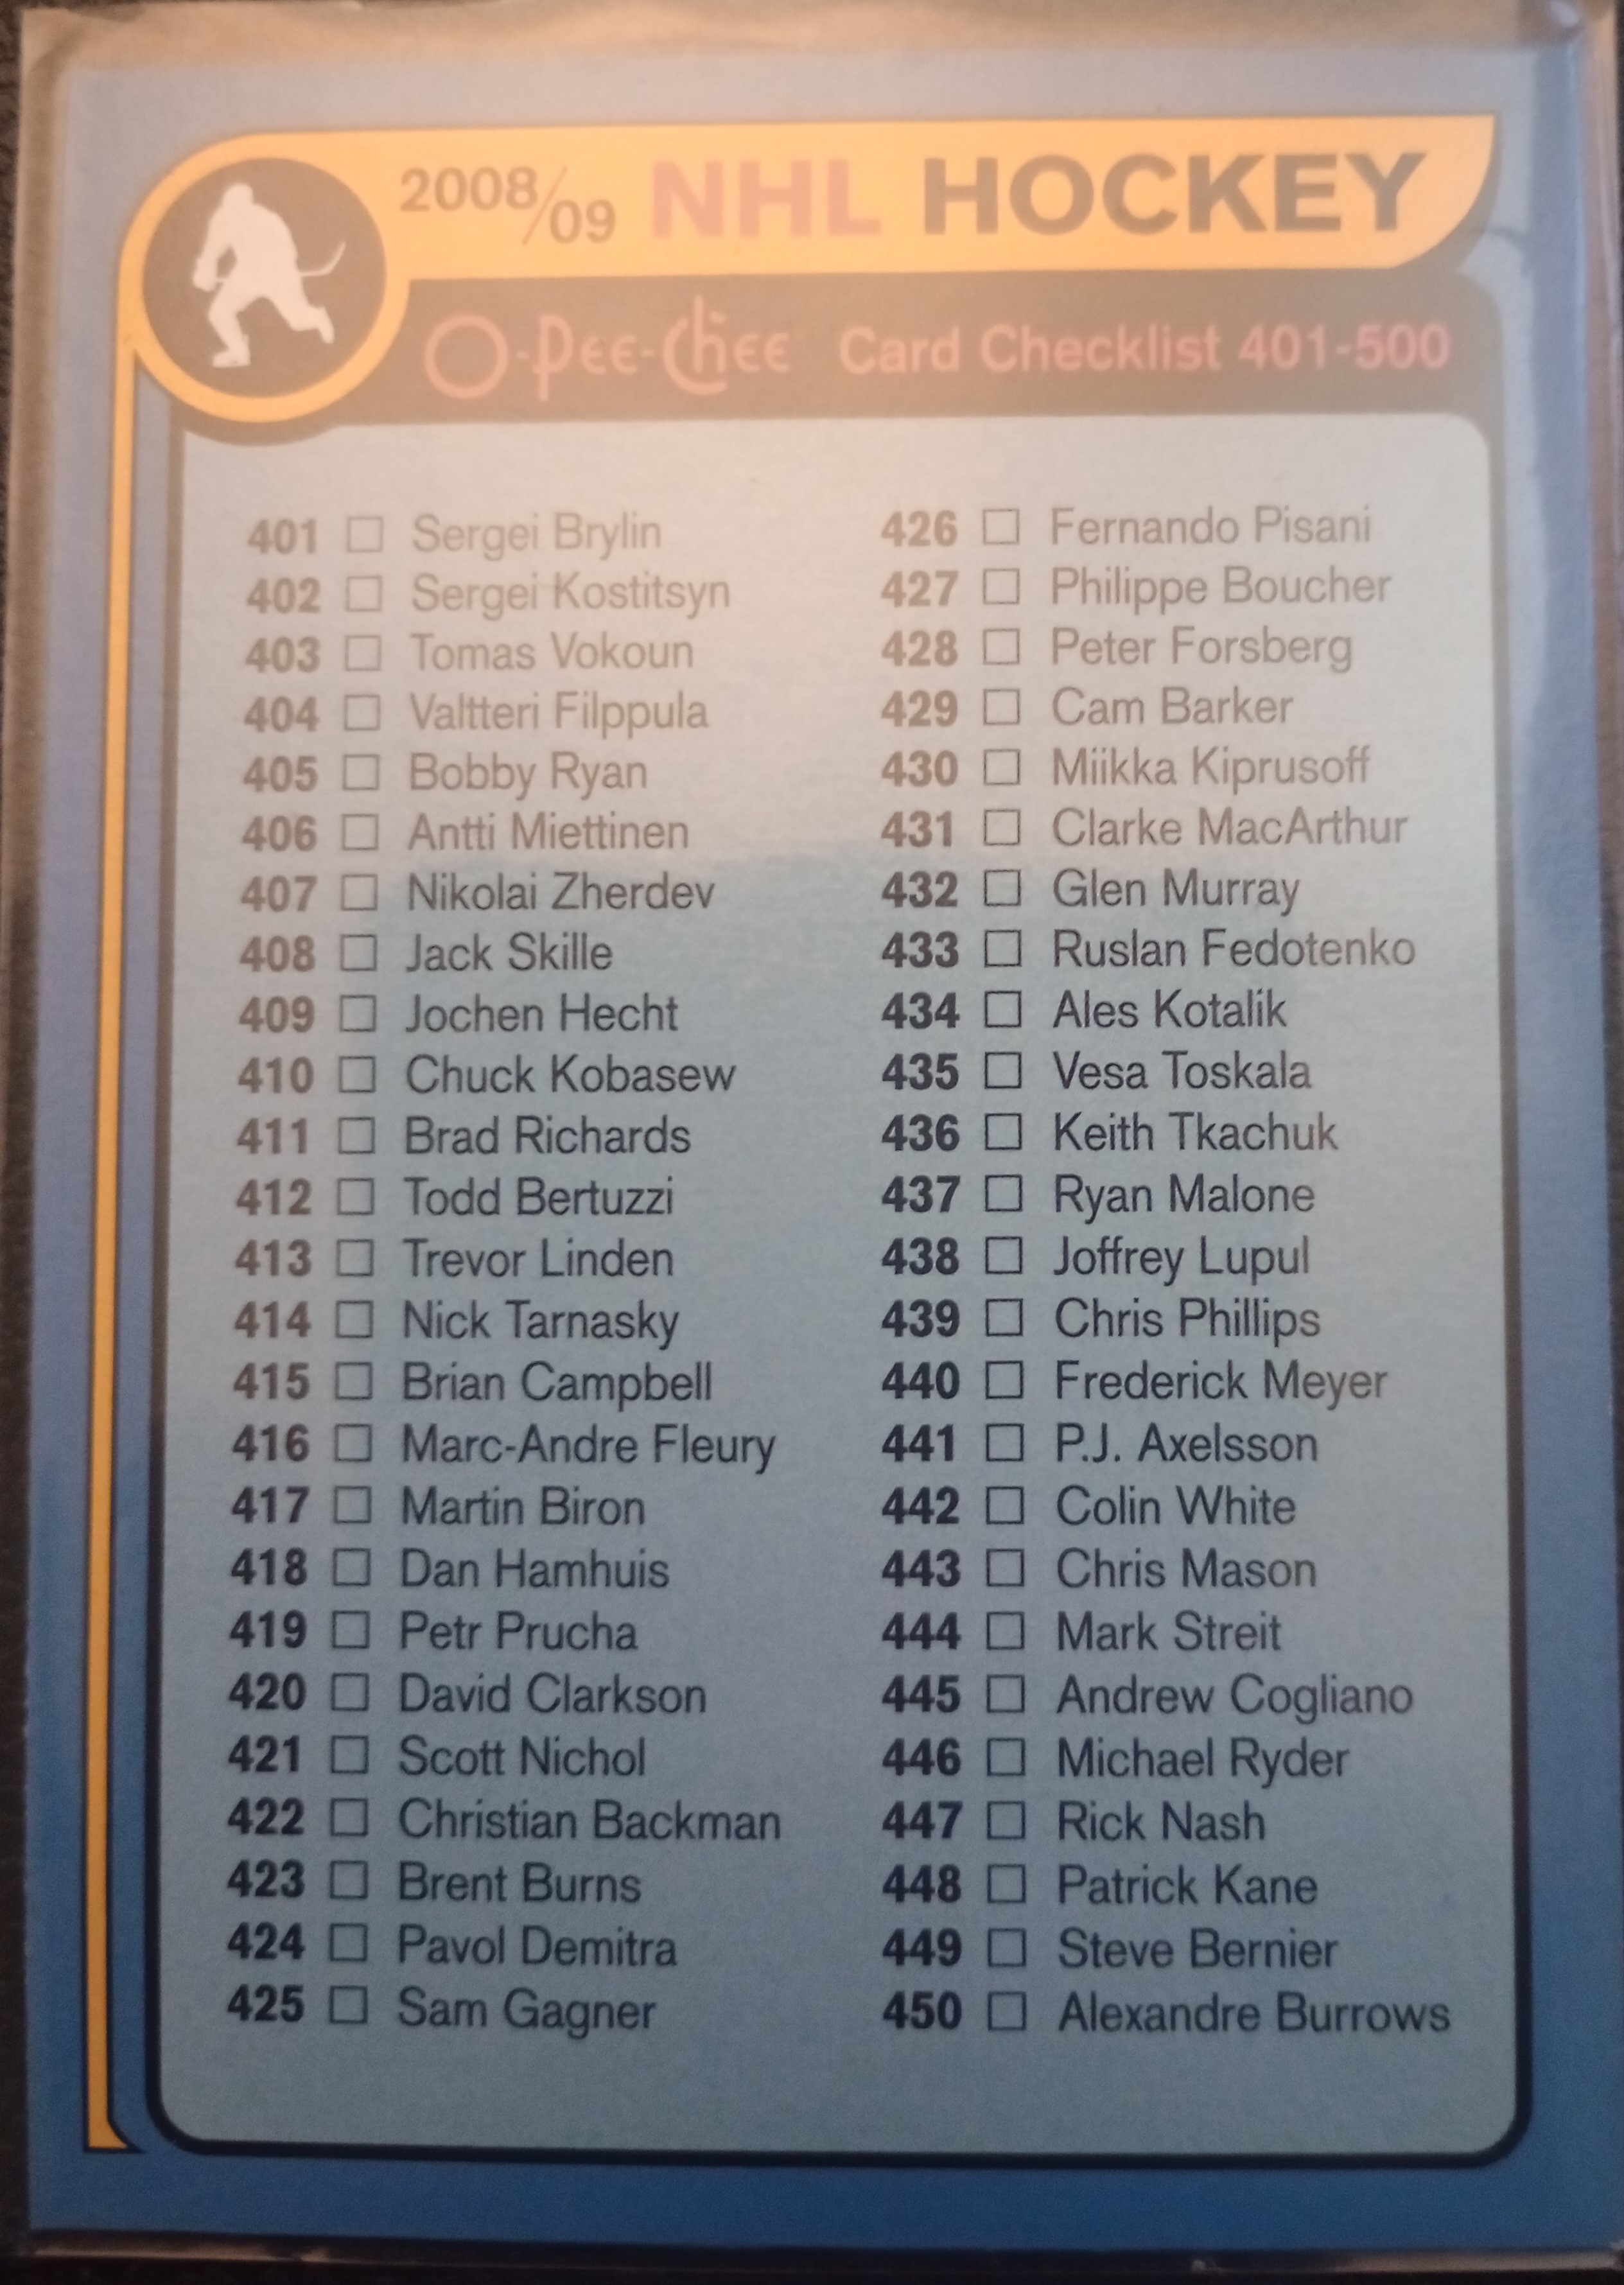 2008/09 NHL HOCKEY
O-Pee-Chee Card Checklist 401-500
401 Sergei Brylin
402 Sergei Kostitsyn
403 Tomas Vokoun
404 Valtteri Filppula
405 Bobby Ryan
406 Antti Miettinen
407 Nikolai Zherdev
408 Jack Skille
409 Jochen Hecht
410 Chuck Kobasew
411 Brad Richards
412 Todd Bertuzzi
413 Trevor Linden
414 Nick Tarnasky
415 Brian Campbell
416 Marc-Andre Fleury
417 Martin Biron
418 Dan Hamhuis
419 Petr Prucha
420 David Clarkson
421 Scott Nichol
422 Christian Backman
423 Brent Burns
424 Pavol Demitra
425 Sam Gagner
426 Fernando Pisani
427 Philippe Boucher
428 Peter Forsberg
429 Cam Barker
430 Miikka Kiprusoff
431 Clarke MacArthur
432 Glen Murray
433 Ruslan Fedotenko
434 Ales Kotalik
435 Vesa Toskala
436 Keith Tkachuk
437 Ryan Malone
438 Joffrey Lupul
439 Chris Phillips
440 Frederick Meyer
441 P.J. Axelsson
442 Colin White
443 Chris Mason
444 Mark Streit
445 Andrew Cogliano
446 Michael Ryder
447 Rick Nash
448 Patrick Kane
449 Steve Bernier
450 Alexandre Burrows